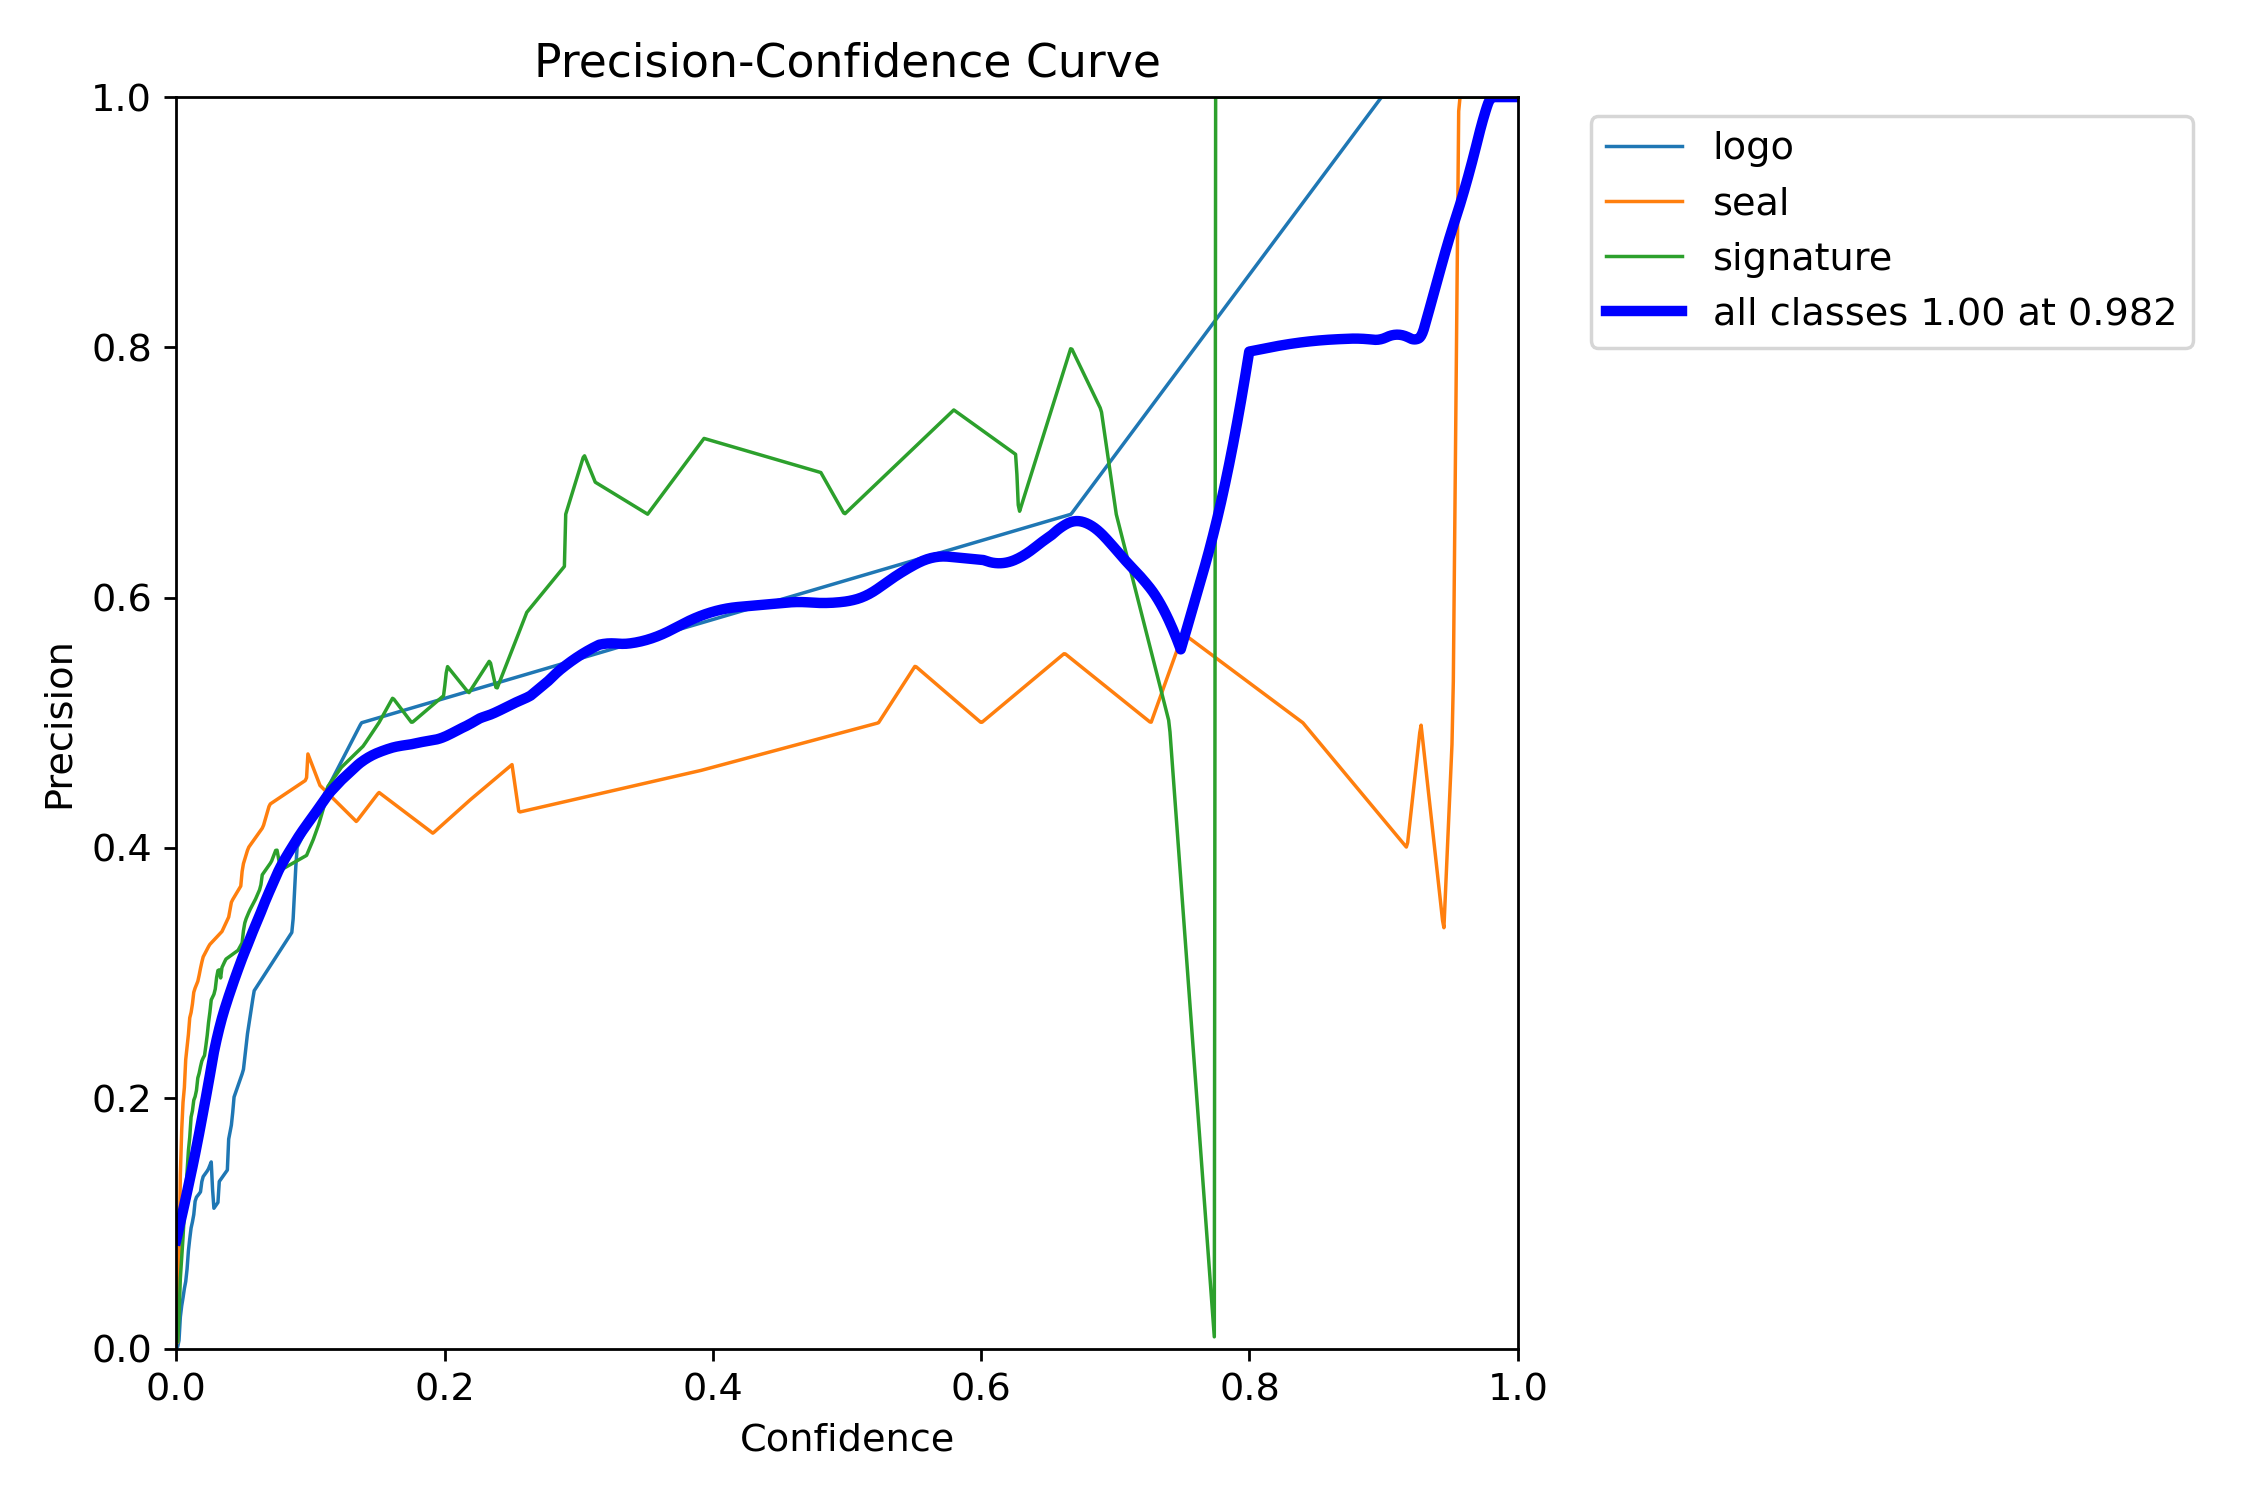 Precision-Confidence Curve
1.0
0.8
0.6
0.4
0.2
0.0
Precision
0.0 0.2 0.4 0.6 0.8 1.0
Confidence
logo
seal
signature
all classes 1.00 at 0.982